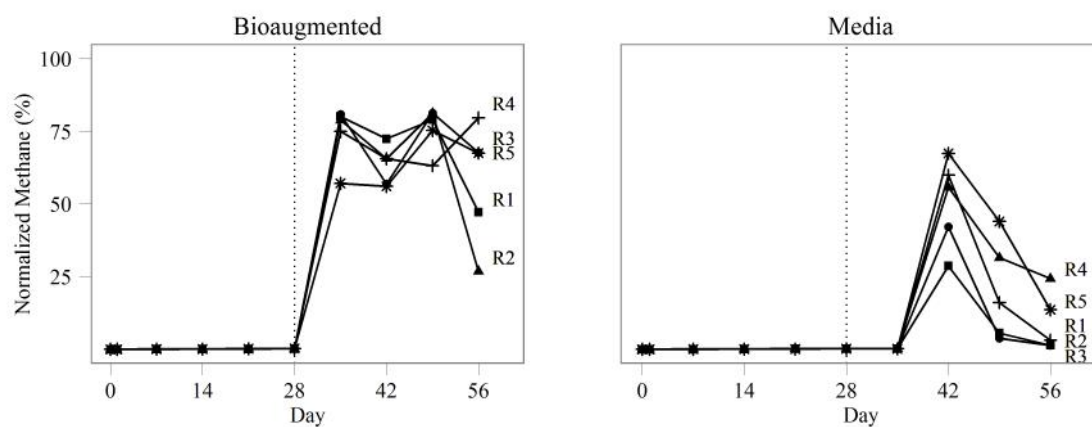 Bioaugmented
Media
Normalized Methane (%)
100
75
50
25
R4
R3
R5
R1
R2
0 14 28 42 56
Day
R4
R5
R1
R2
R3
0 14 28 42 56
Day